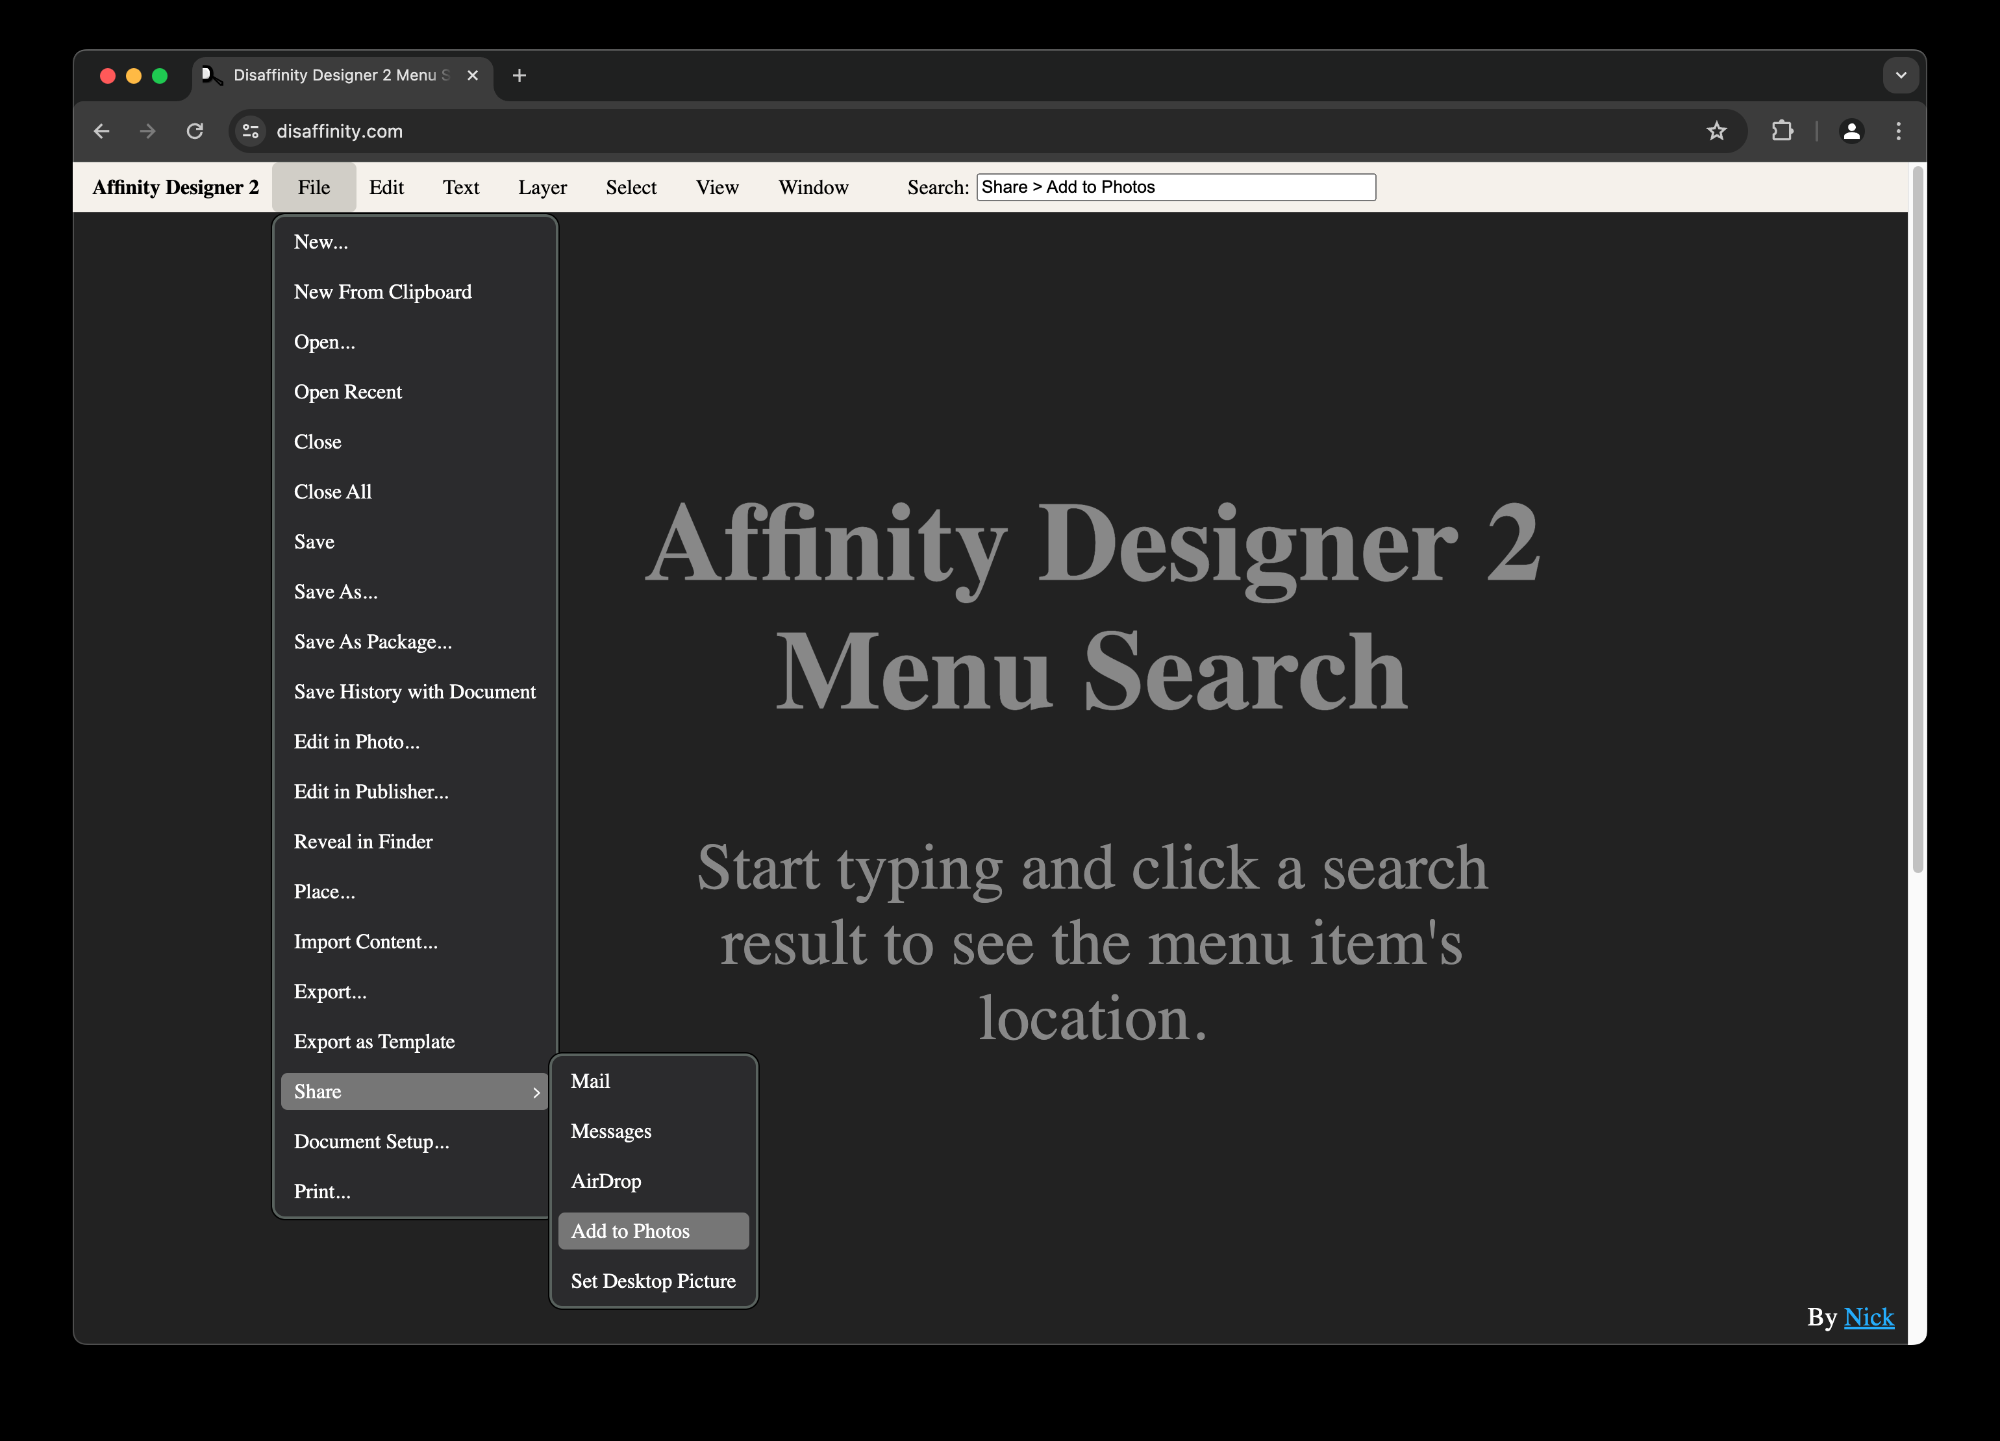 Disaffinity Designer 2 Menu S
disaffinity.com
Affinity Designer 2 File Edit Text Layer Select View Window Search: Share > Add to Photos
New...
New From Clipboard
Open...
Open Recent
Close
Close All
Save
Save As...
Save As Package...
Save History with Document
Edit in Photo...
Edit in Publisher...
Reveal in Finder
Place...
Import Content...
Export...
Export as Template
Share
Document Setup...
Print...
Mail
Messages
AirDrop
Add to Photos
Set Desktop Picture
Affinity Designer 2
Menu Search
Start typing and click a search
result to see the menu item's
location.
By Nick